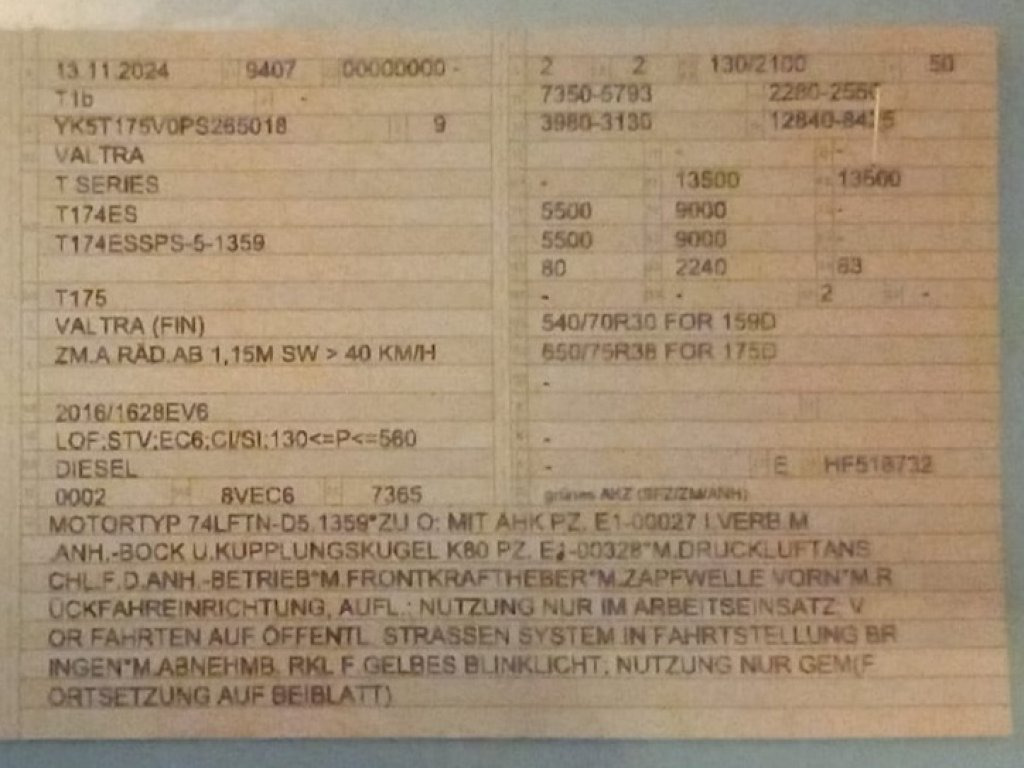 13.11.2024 9407 00000000 -
T1b -
YK5T175V0PS265018 9
VALTRA
T SERIES
T174ES
T174ESSPS-5-1359
T175
VALTRA (FIN)
ZM.A.RÄD.AB 1,15M SW > 40 KM/H
2016/1628EV6
LOF;STV;EC6;CI/SI;130<=P<=560
DIESEL
0002 8VEC6 7365
2 2 130/2100 50
7350-5793
3980-3130
- -
- 13500 13500
5500 9000 -
5500 9000 -
80 2240 83
- - 2 -
540/70R30 FOR 159D
650/75R38 FOR 175D
-
-
- E HF518732
grünes AKZ (SFZ/ZM/ANH)
MOTORTYP 74LFTN-D5.1359*ZU O: MIT AHK PZ. E1-00027 I.VERB.M
.ANH.-BOCK U.KUPPLUNGSKUGEL K80 PZ. *M.DRUCKLUFTANS
CHL.F.D.ANH.-BETRIEB*M.FRONTKRAFTHEBER*M.ZAPFWELLE VORN*M.R
ÜCKFAHREINRICHTUNG, AUFL.: NUTZUNG NUR IM ARBEITSEINSATZ; V
OR FAHRTEN AUF ÖFFENTL. STRASSEN SYSTEM IN FAHRTSTELLUNG BR
INGEN*M.ABNEHMB. RKL F.GELBES BLINKLICHT, NUTZUNG NUR GEM(F
ORTSETZUNG AUF BEIBLATT)